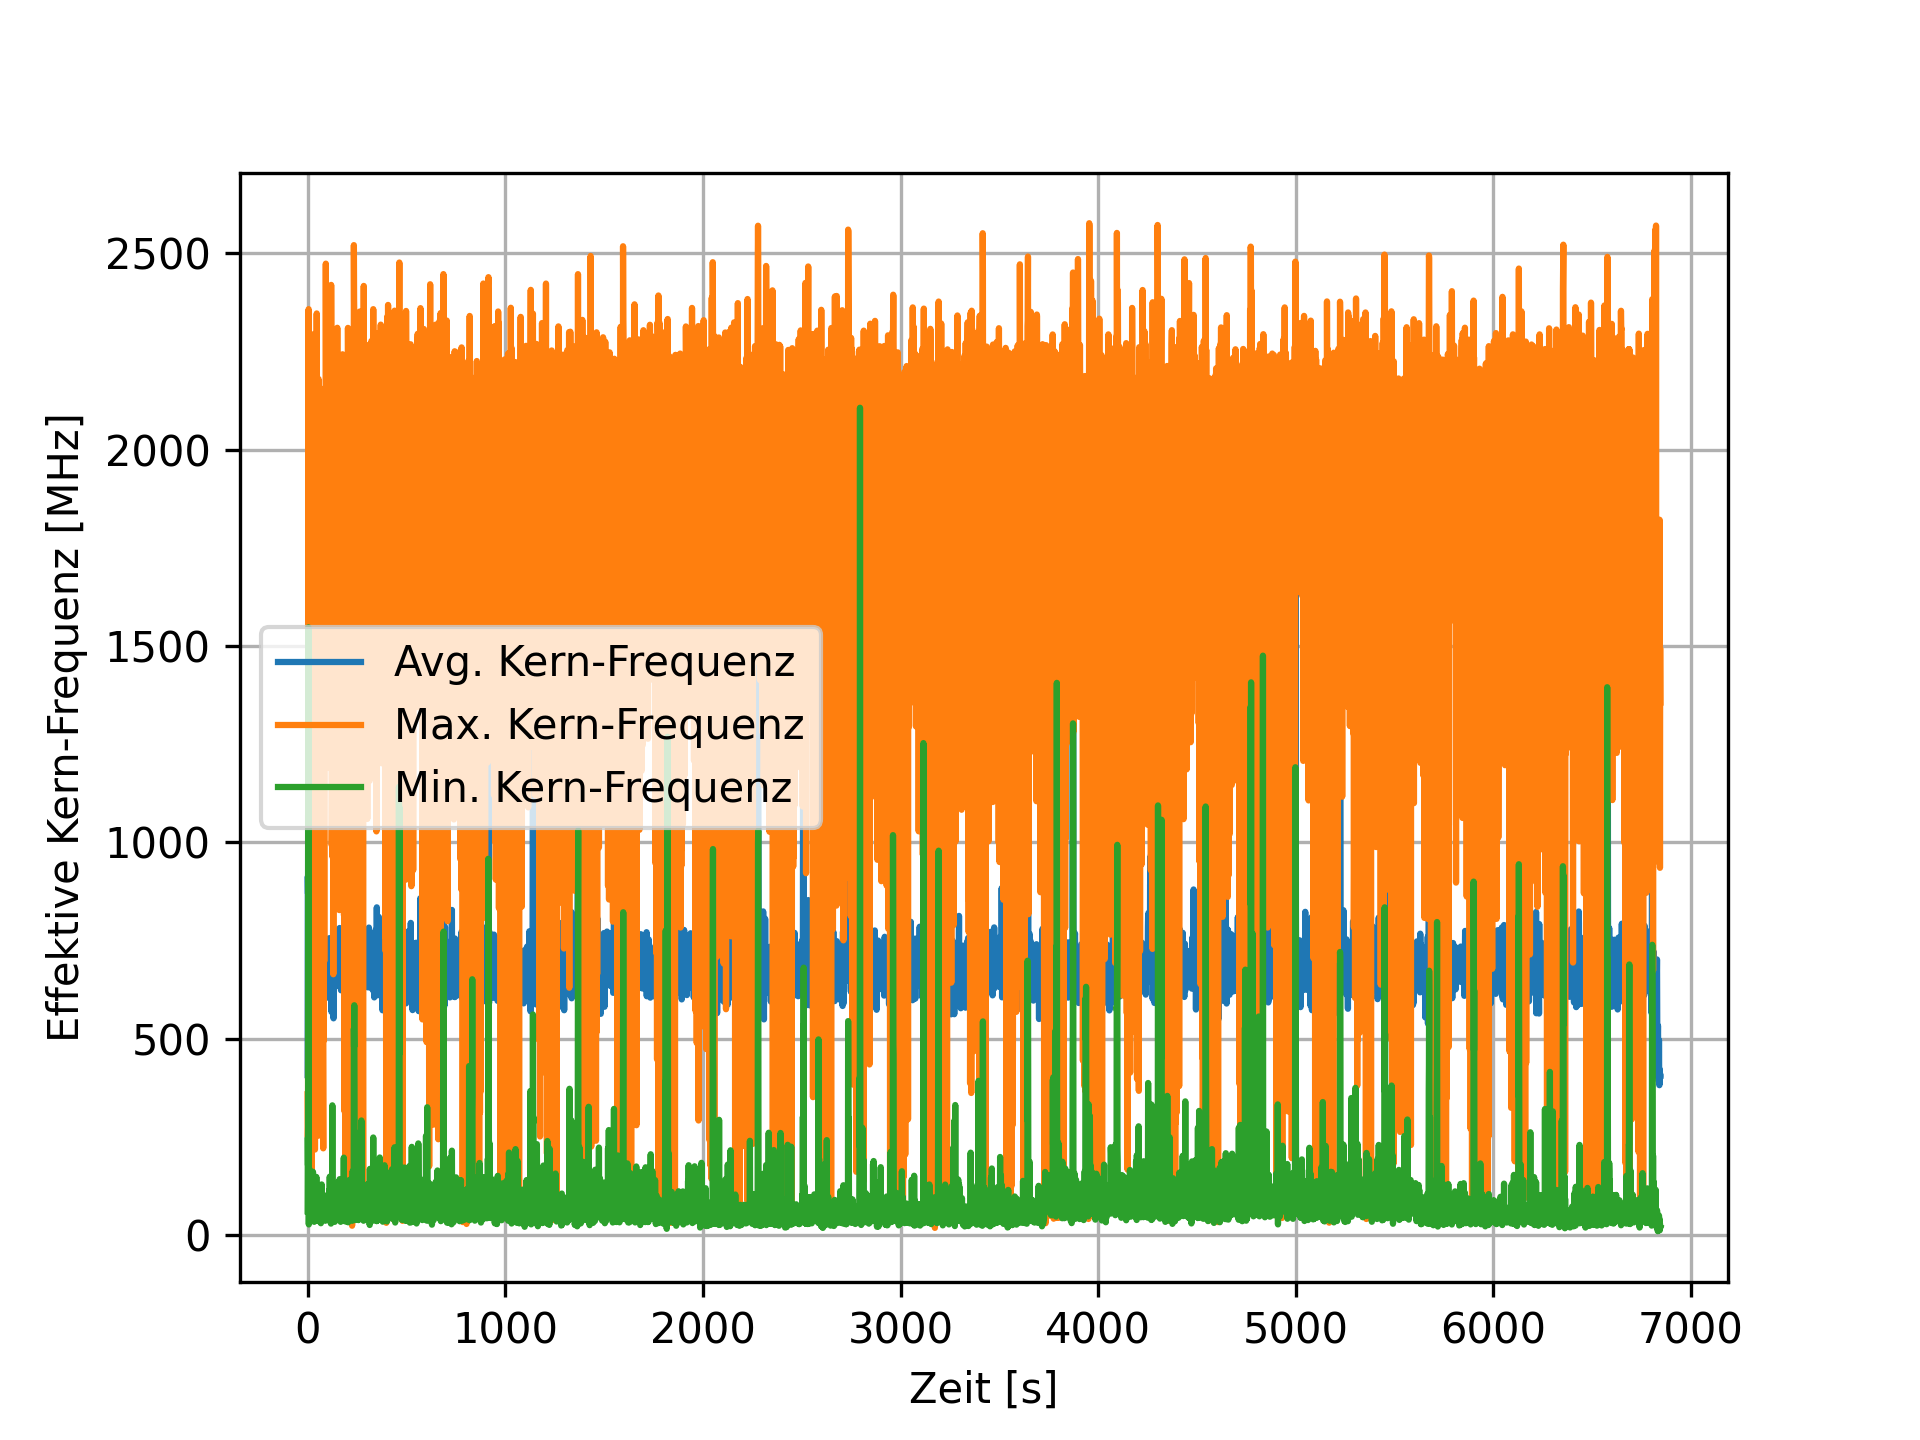 Effektive Kern-Frequenz [MHz]
2500
2000
1500
1000
500
0
Avg. Kern-Frequenz
Max. Kern-Frequenz
Min. Kern-Frequenz
0 1000 2000 3000 4000 5000 6000 7000
Zeit [s]